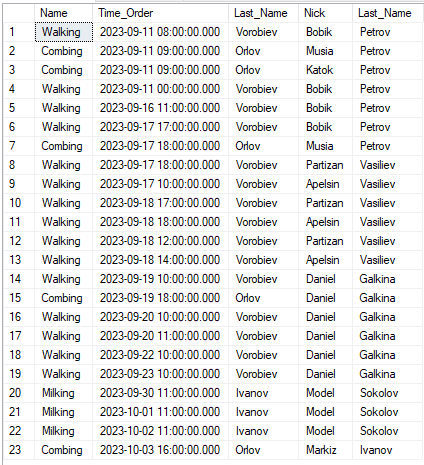 Name Time_Order Last_Name Nick Last_Name
1 Walking 2023-09-11 08:00:00.000 Vorobiev Bobik Petrov
2 Combing 2023-09-11 09:00:00.000 Orlov Musia Petrov
3 Combing 2023-09-11 09:00:00.000 Orlov Katok Petrov
4 Walking 2023-09-11 00:00:00.000 Vorobiev Bobik Petrov
5 Walking 2023-09-16 11:00:00.000 Vorobiev Bobik Petrov
6 Walking 2023-09-17 17:00:00.000 Vorobiev Bobik Petrov
7 Combing 2023-09-17 18:00:00.000 Orlov Musia Petrov
8 Walking 2023-09-17 18:00:00.000 Vorobiev Partizan Vasiliev
9 Walking 2023-09-17 10:00:00.000 Vorobiev Apelsin Vasiliev
10 Walking 2023-09-18 17:00:00.000 Vorobiev Partizan Vasiliev
11 Walking 2023-09-18 18:00:00.000 Vorobiev Apelsin Vasiliev
12 Walking 2023-09-18 12:00:00.000 Vorobiev Partizan Vasiliev
13 Walking 2023-09-18 14:00:00.000 Vorobiev Apelsin Vasiliev
14 Walking 2023-09-19 10:00:00.000 Vorobiev Daniel Galkina
15 Combing 2023-09-19 18:00:00.000 Orlov Daniel Galkina
16 Walking 2023-09-20 10:00:00.000 Vorobiev Daniel Galkina
17 Walking 2023-09-20 11:00:00.000 Vorobiev Daniel Galkina
18 Walking 2023-09-22 10:00:00.000 Vorobiev Daniel Galkina
19 Walking 2023-09-23 10:00:00.000 Vorobiev Daniel Galkina
20 Milking 2023-09-30 11:00:00.000 Ivanov Model Sokolov
21 Milking 2023-10-01 11:00:00.000 Ivanov Model Sokolov
22 Milking 2023-10-02 11:00:00.000 Ivanov Model Sokolov
23 Combing 2023-10-03 16:00:00.000 Orlov Markiz Ivanov